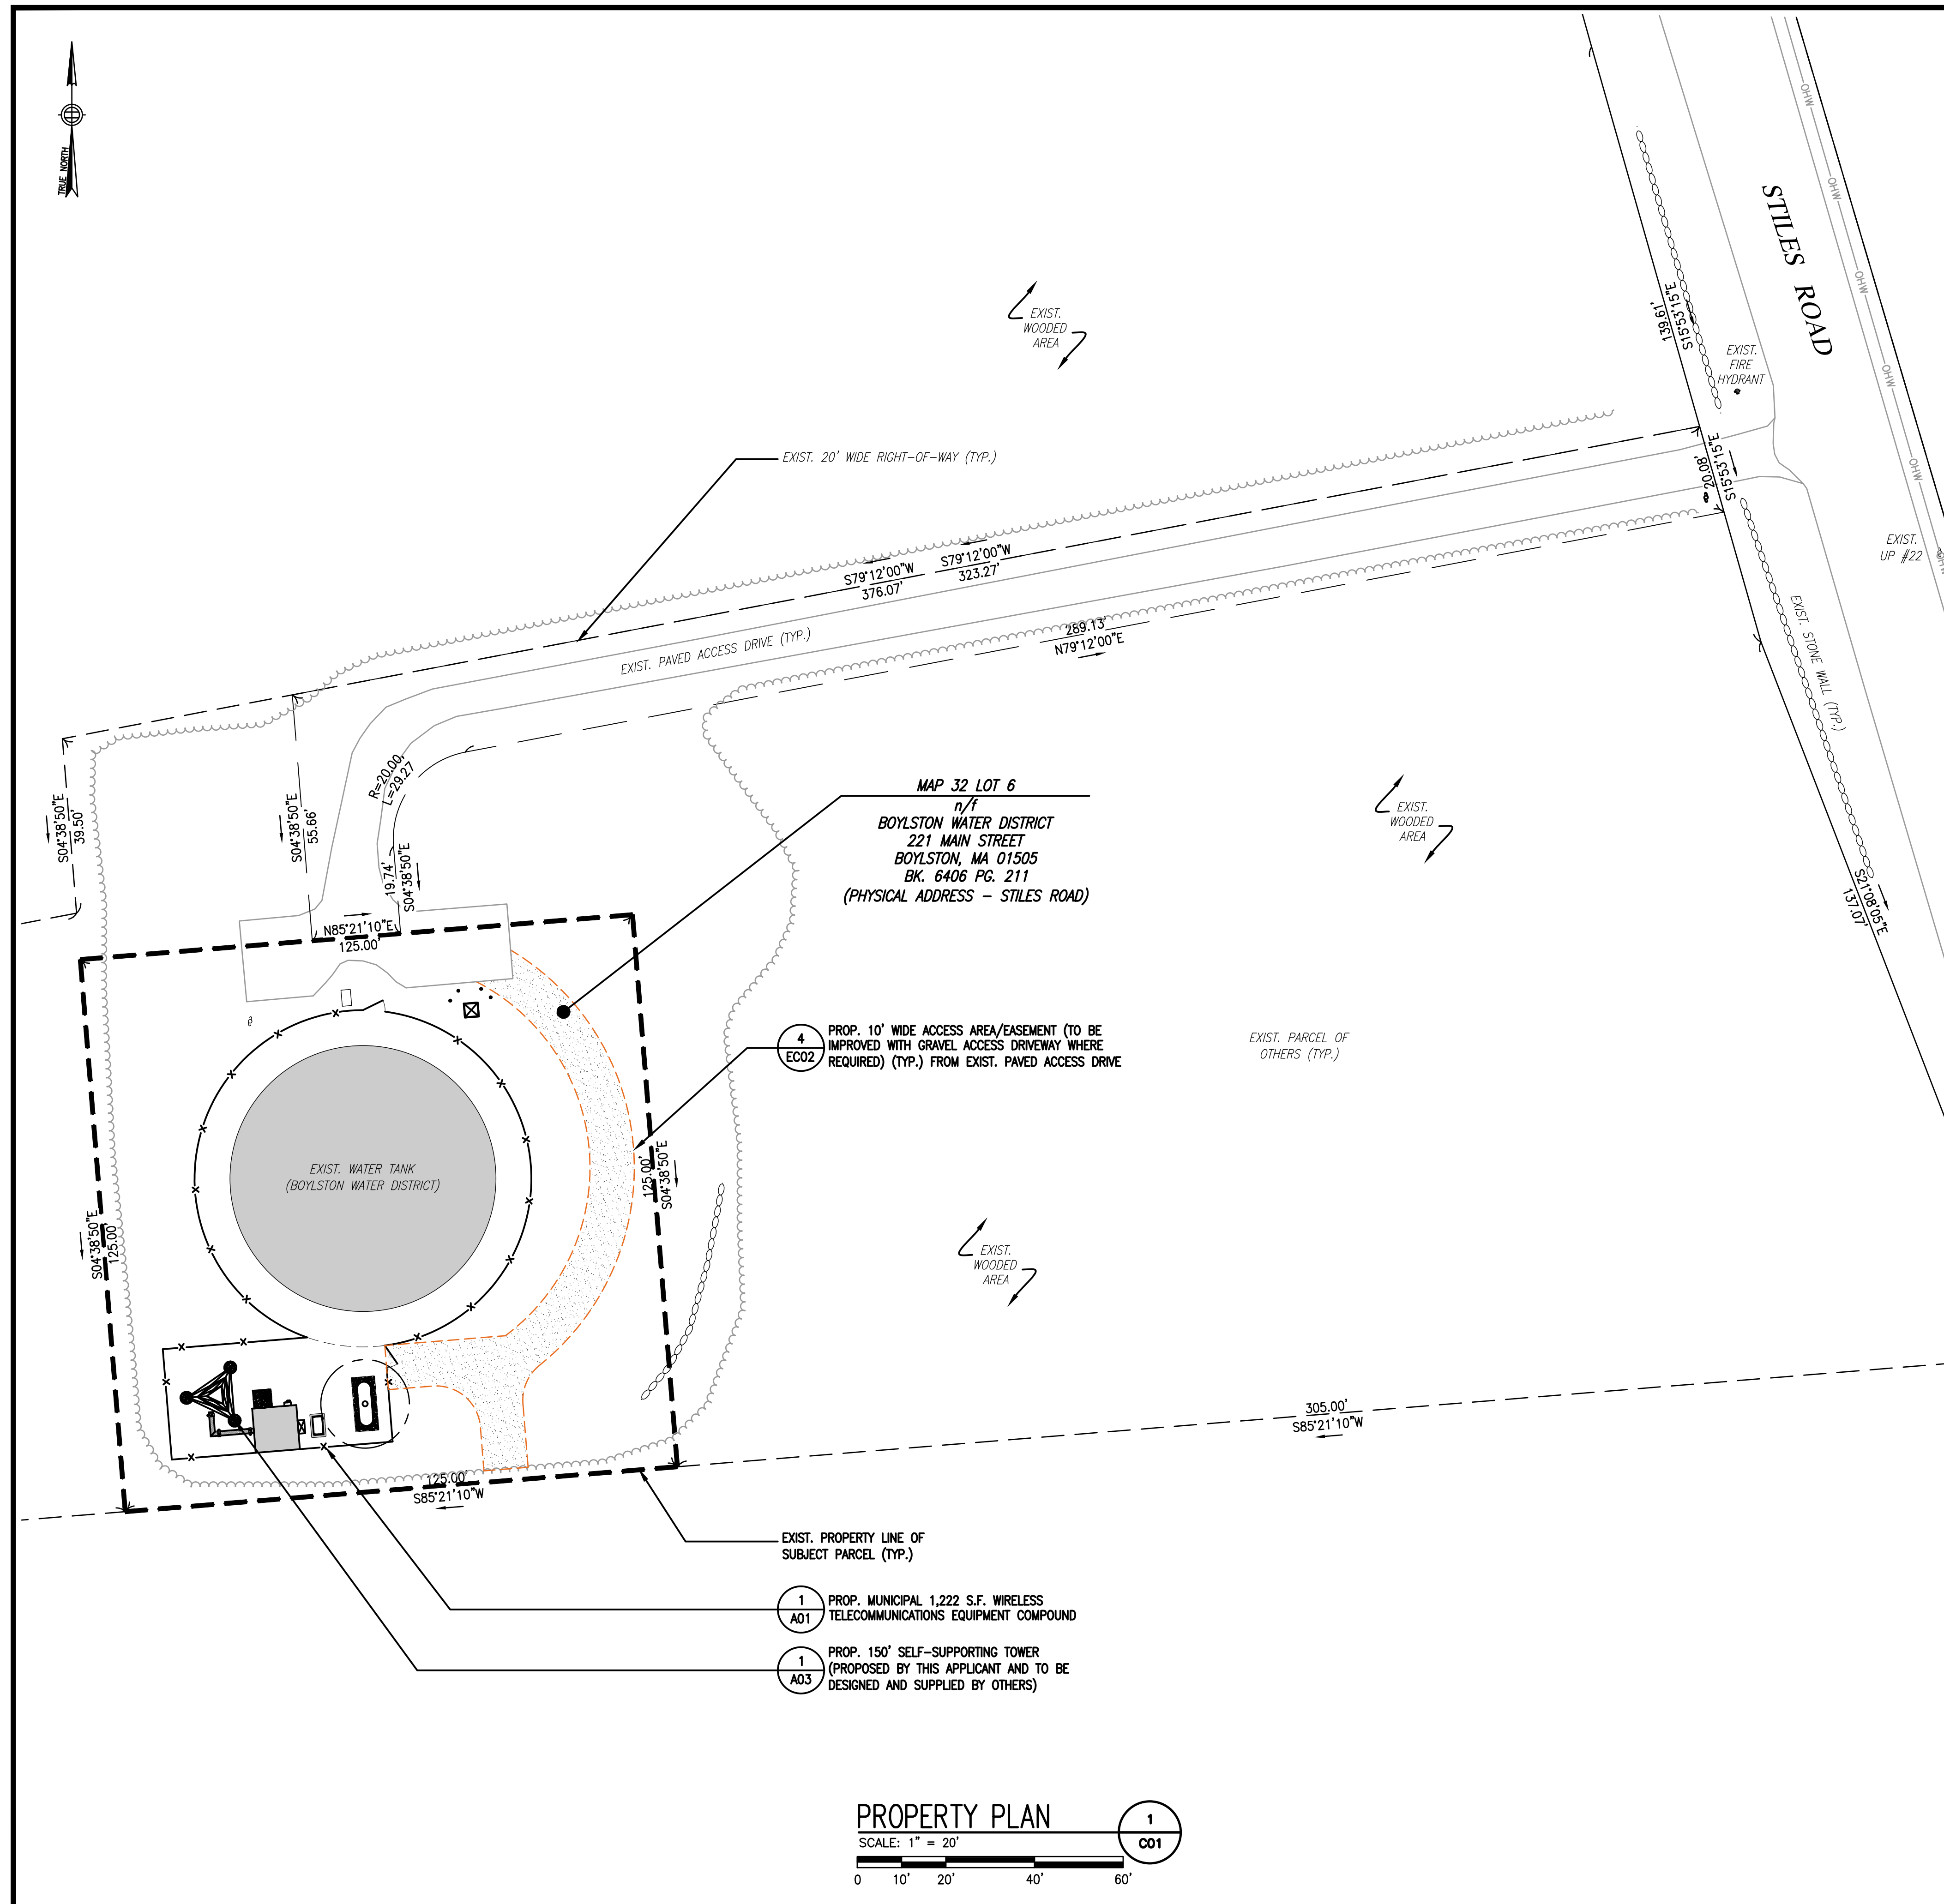 TRUE NORTH
STILES ROAD
OHW
OHW
OHW
OHW
OHW
139.61'
S15°53'15"E
EXIST.
FIRE
HYDRANT
EXIST.
WOODED
AREA
EXIST. 20' WIDE RIGHT-OF-WAY (TYP.)
20.08'
S15°53'15"E
S79°12'00"W
376.07'
S79°12'00"W
323.27'
EXIST.
UP #22
EXIST. PAVED ACCESS DRIVE (TYP.)
289.13'
N79°12'00"E
EXIST. STONE WALL (TYP.)
R=20.00,
L=29.27
S04°38'50"E
39.50'
S04°38'50"E
55.66'
19.74'
S04°38'50"E
MAP 32 LOT 6
n/f
BOYLSTON WATER DISTRICT
221 MAIN STREET
BOYLSTON, MA 01505
BK. 6406 PG. 211
(PHYSICAL ADDRESS - STILES ROAD)
EXIST.
WOODED
AREA
S21°08'05"E
137.07'
N85°21'10"E
125.00'
4
EC02
PROP. 10' WIDE ACCESS AREA/EASEMENT (TO BE
IMPROVED WITH GRAVEL ACCESS DRIVEWAY WHERE
REQUIRED) (TYP.) FROM EXIST. PAVED ACCESS DRIVE
EXIST. PARCEL OF
OTHERS (TYP.)
EXIST. WATER TANK
(BOYLSTON WATER DISTRICT)
125.00'
S04°38'50"E
S04°38'50"E
125.00'
EXIST.
WOODED
AREA
305.00'
S85°21'10"W
125.00'
S85°21'10"W
EXIST. PROPERTY LINE OF
SUBJECT PARCEL (TYP.)
1
A01
PROP. MUNICIPAL 1,222 S.F. WIRELESS
TELECOMMUNICATIONS EQUIPMENT COMPOUND
1
A03
PROP. 150' SELF-SUPPORTING TOWER
(PROPOSED BY THIS APPLICANT AND TO BE
DESIGNED AND SUPPLIED BY OTHERS)
PROPERTY PLAN
SCALE: 1" = 20'
1
C01
0 10' 20' 40' 60'